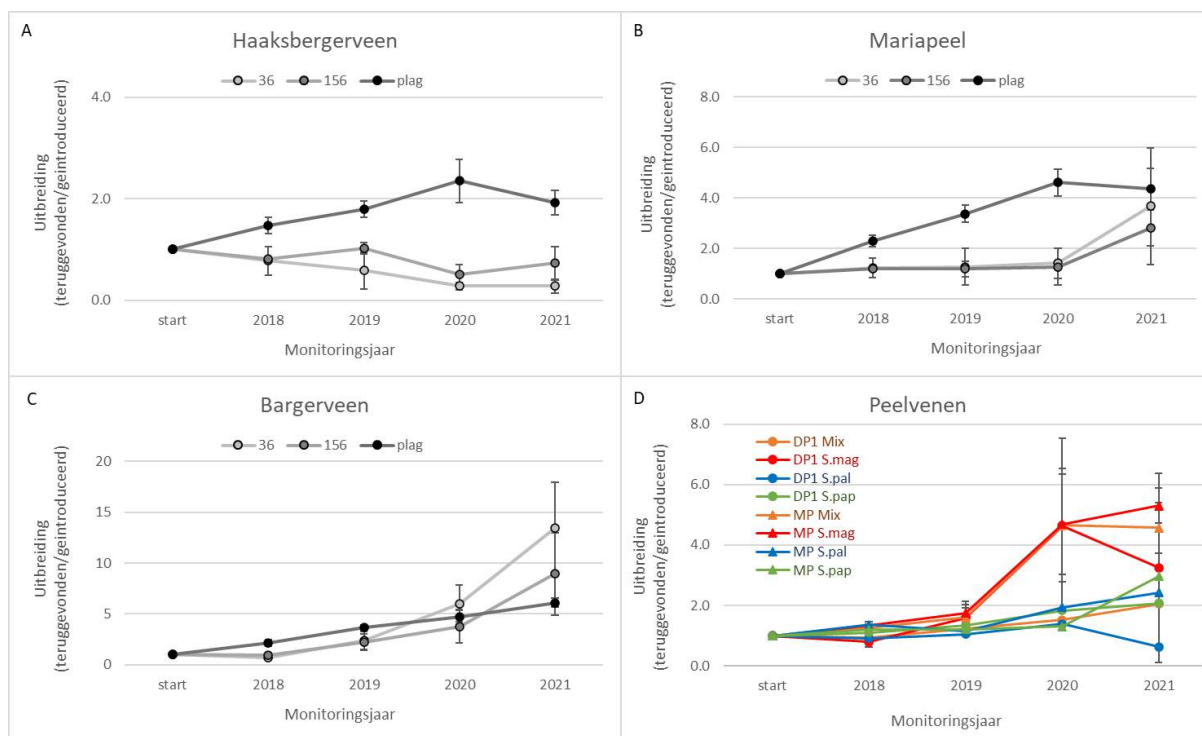 A
Haaksbergerveen
36 156 plag
Uitbreiding
(teruggevonden/geintroduceerd)
4.0
2.0
0.0
start 2018 2019 2020 2021
Monitoringsjaar
B
Mariapeel
36 156 plag
Uitbreiding
(teruggevonden/geintroduceerd)
8.0
6.0
4.0
2.0
0.0
start 2018 2019 2020 2021
Monitoringsjaar
C
Bargerveen
36 156 plag
Uitbreiding
(teruggevonden/geintroduceerd)
20
15
10
5
0
start 2018 2019 2020 2021
Monitoringsjaar
D
Peelvenen
DP1 Mix
DP1 S.mag
DP1 S.pal
DP1 S.pap
MP Mix
MP S.mag
MP S.pal
MP S.pap
Uitbreiding
(teruggevonden/geintroduceerd)
8.0
6.0
4.0
2.0
0.0
start 2018 2019 2020 2021
Monitoringsjaar